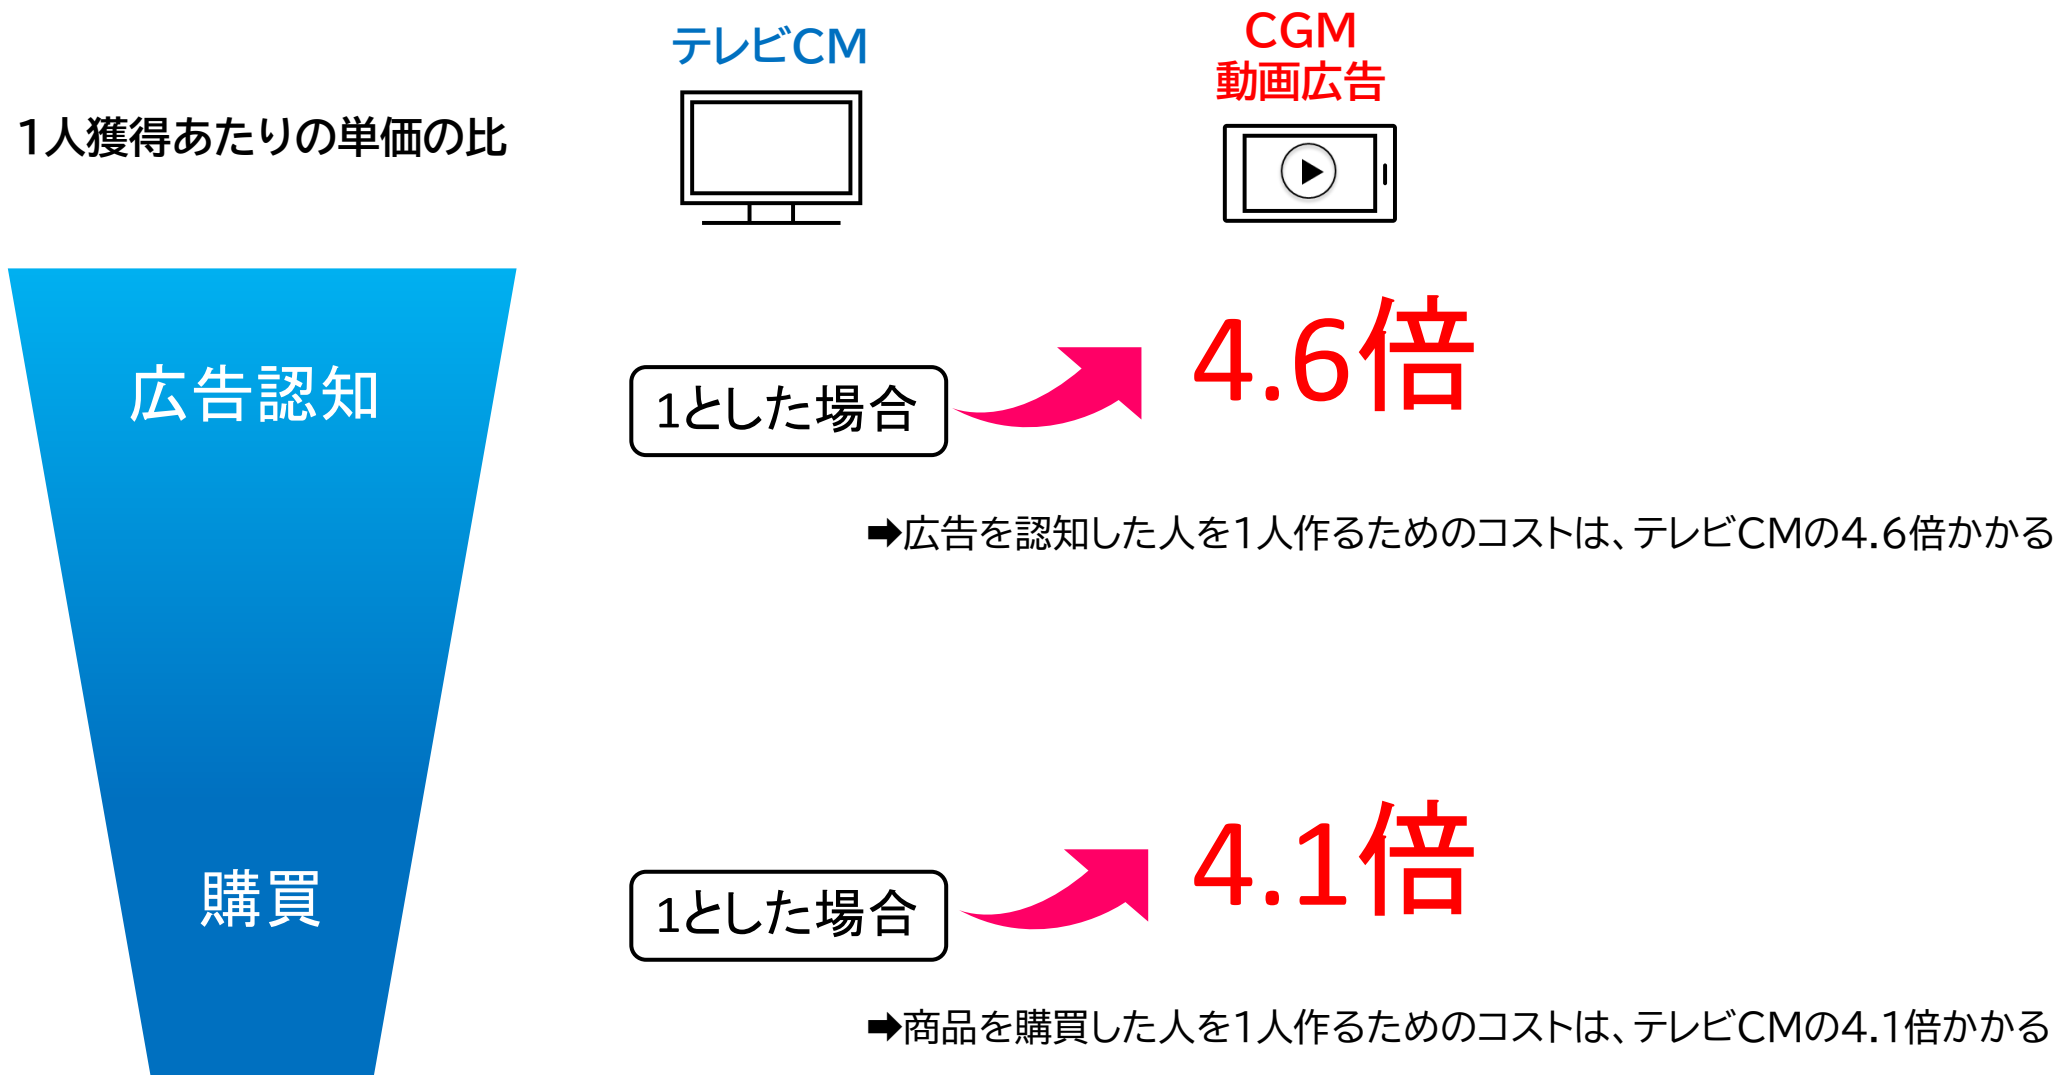 テレビCM
CGM
動画広告
1人獲得あたりの単価の比
広告認知
1とした場合
4.6倍
➡広告を認知した人を1人作るためのコストは、テレビCMの4.6倍かかる
購買
1とした場合
4.1倍
➡商品を購買した人を1人作るためのコストは、テレビCMの4.1倍かかる